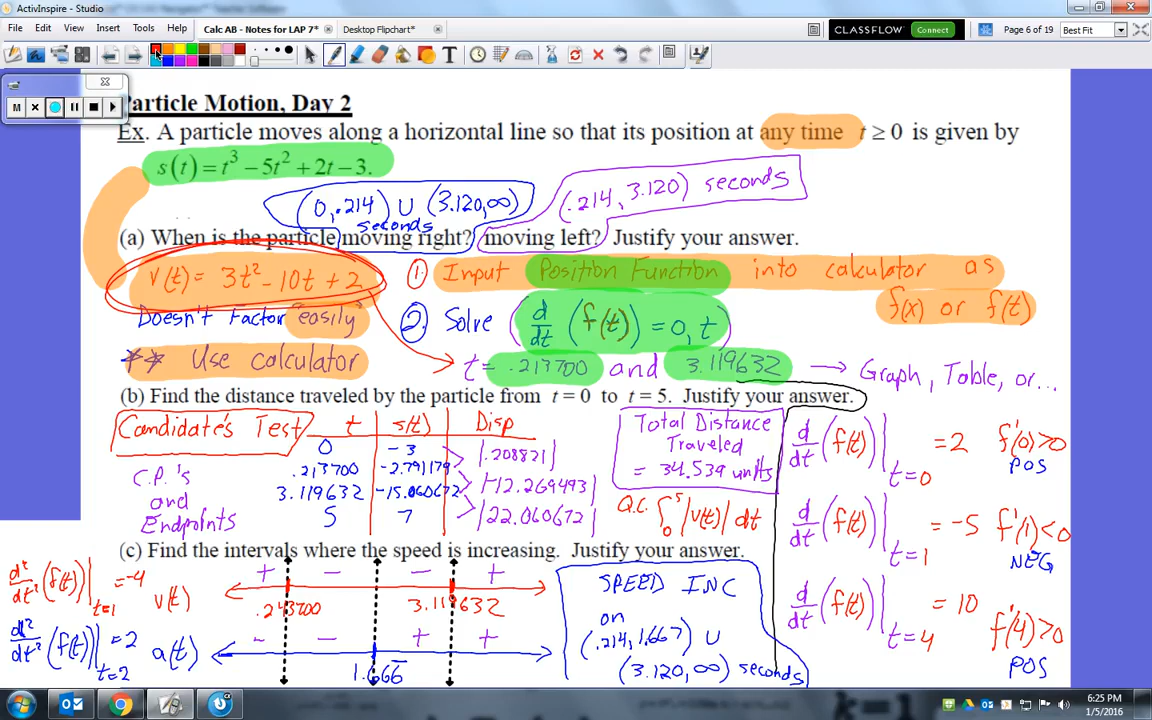 ActivInspire - Studio
File Edit View Insert Tools Help Calc AB - Notes for LAP 7* Desktop Flipchart*
CLASSFLOW Connect Page 6 of 19 Best Fit
M
Particle Motion, Day 2
Ex. A particle moves along a horizontal line so that its position at any time t ≥ 0 is given by
s(t) = t³ − 5t² + 2t − 3.
(0, .214) ∪ (3.120, ∞) seconds
(.214, 3.120) seconds
(a) When is the particle moving right? moving left? Justify your answer.
v(t) = 3t² − 10t + 2
① Input Position Function into calculator as
f(x) or f(t)
Doesn't Factor "easily"
② Solve (d/dt (f(t)) = 0, t)
** Use calculator
t = .213700 and 3.119632 → Graph, Table, or...
(b) Find the distance traveled by the particle from t = 0 to t = 5. Justify your answer.
Candidate's Test
C.P.'s
and
Endpoints
t s(t) Disp
0 −3
|.208821|
.213700 −2.791179
|−12.269493|
3.119632 −15.060672
|22.060672|
5 7
Total Distance
Traveled
= 34.539 units
Q.C. ∫₀⁵ |v(t)| dt
d/dt (f(t))| t=0 = 2 f'(0)>0
POS
d/dt (f(t))| t=1 = −5 f'(1)<0
NEG
d/dt (f(t))| t=4 = 10 f'(4)>0
POS
(c) Find the intervals where the speed is increasing. Justify your answer.
d²/dt² (f(t))| t=1 = −4
v(t) + − − +
.213700 3.119632
d²/dt² (f(t))| t=2 = 2
a(t) − − + +
1.666
SPEED INC
on
(.214, 1.667) ∪
(3.120, ∞) seconds
6:25 PM
1/5/2016